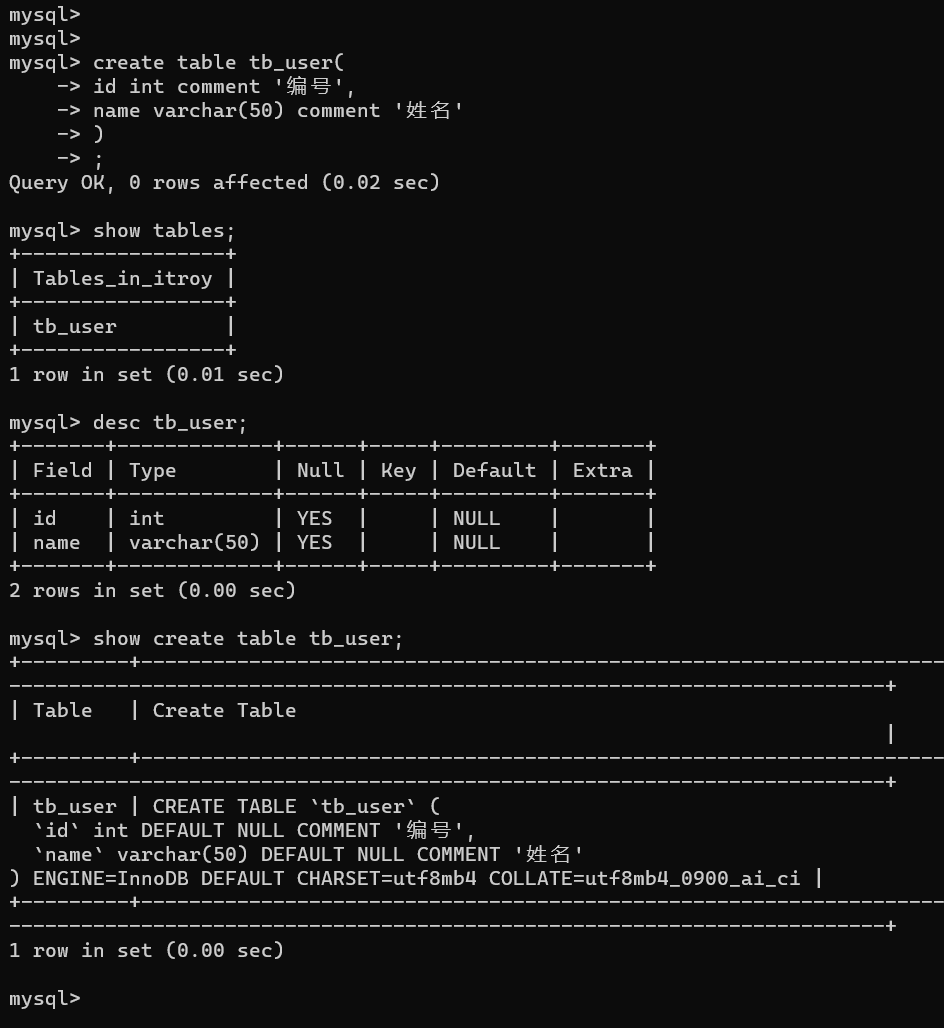 mysql>
mysql>
mysql> create table tb_user(
    -> id int comment '编号',
    -> name varchar(50) comment '姓名'
    -> )
    -> ;
Query OK, 0 rows affected (0.02 sec)

mysql> show tables;
+-----------------+
| Tables_in_itroy |
+-----------------+
| tb_user         |
+-----------------+
1 row in set (0.01 sec)

mysql> desc tb_user;
+-------+-------------+------+-----+---------+-------+
| Field | Type        | Null | Key | Default | Extra |
+-------+-------------+------+-----+---------+-------+
| id    | int         | YES  |     | NULL    |       |
| name  | varchar(50) | YES  |     | NULL    |       |
+-------+-------------+------+-----+---------+-------+
2 rows in set (0.00 sec)

mysql> show create table tb_user;
+---------+-------------------------------------------------------------------
-------------------------------------------------------------------------+
| Table   | Create Table
                                                                         |
+---------+-------------------------------------------------------------------
-------------------------------------------------------------------------+
| tb_user | CREATE TABLE `tb_user` (
  `id` int DEFAULT NULL COMMENT '编号',
  `name` varchar(50) DEFAULT NULL COMMENT '姓名'
) ENGINE=InnoDB DEFAULT CHARSET=utf8mb4 COLLATE=utf8mb4_0900_ai_ci |
+---------+-------------------------------------------------------------------
-------------------------------------------------------------------------+
1 row in set (0.00 sec)

mysql>